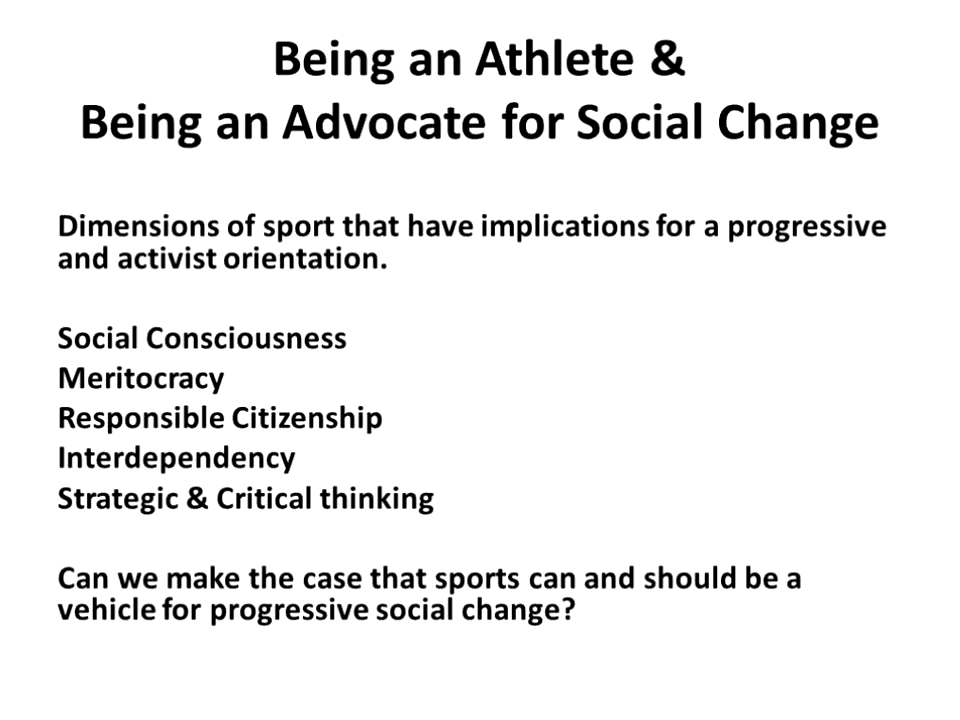 Being an Athlete &
Being an Advocate for Social Change
Dimensions of sport that have implications for a progressive
and activist orientation.
Social Consciousness
Meritocracy
Responsible Citizenship
Interdependency
Strategic & Critical thinking
Can we make the case that sports can and should be a
vehicle for progressive social change?